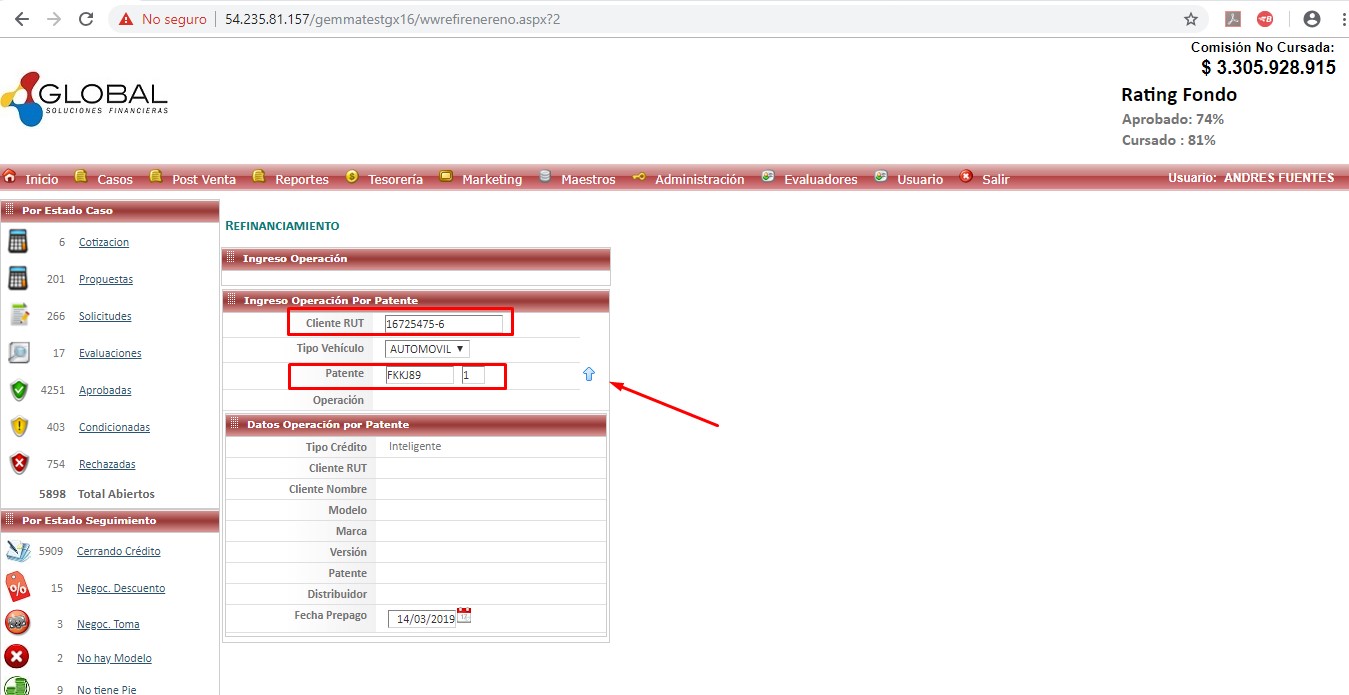 No seguro
54.235.81.157/gemmatestgx16/wwrefirenereno.aspx?2
Comisión No Cursada:
$ 3.305.928.915
Rating Fondo
Aprobado: 74%
Cursado : 81%
GLOBAL
SOLUCIONES FINANCIERAS
Inicio Casos Post Venta Reportes Tesorería Marketing Maestros Administración Evaluadores Usuario Salir Usuario: ANDRES FUENTES
Por Estado Caso
6 Cotizacion
201 Propuestas
266 Solicitudes
17 Evaluaciones
4251 Aprobadas
403 Condicionadas
754 Rechazadas
5898 Total Abiertos
Por Estado Seguimiento
5909 Cerrando Crédito
15 Negoc. Descuento
3 Negoc. Toma
2 No hay Modelo
9 No tiene Pie
REFINANCIAMIENTO
Ingreso Operación
Ingreso Operación Por Patente
Cliente RUT 16725475-6
Tipo Vehículo AUTOMOVIL
Patente FKKJ89 1
Operación
Datos Operación por Patente
Tipo Crédito Inteligente
Cliente RUT
Cliente Nombre
Modelo
Marca
Versión
Patente
Distribuidor
Fecha Prepago 14/03/2019